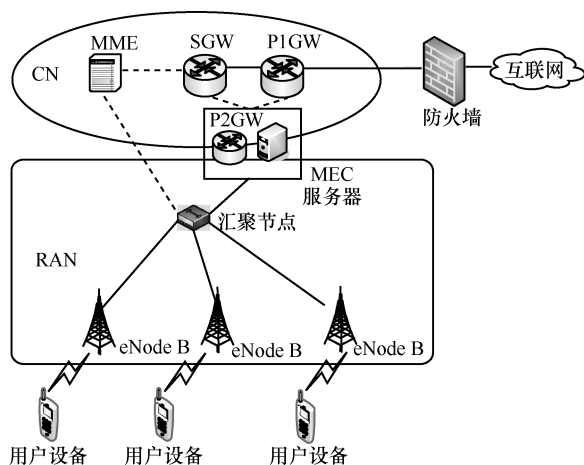 MME
SGW
P1GW
CN
互联网
防火墙
P2GW
MEC
服务器
汇聚节点
RAN
eNode B
eNode B
eNode B
用户设备
用户设备
用户设备